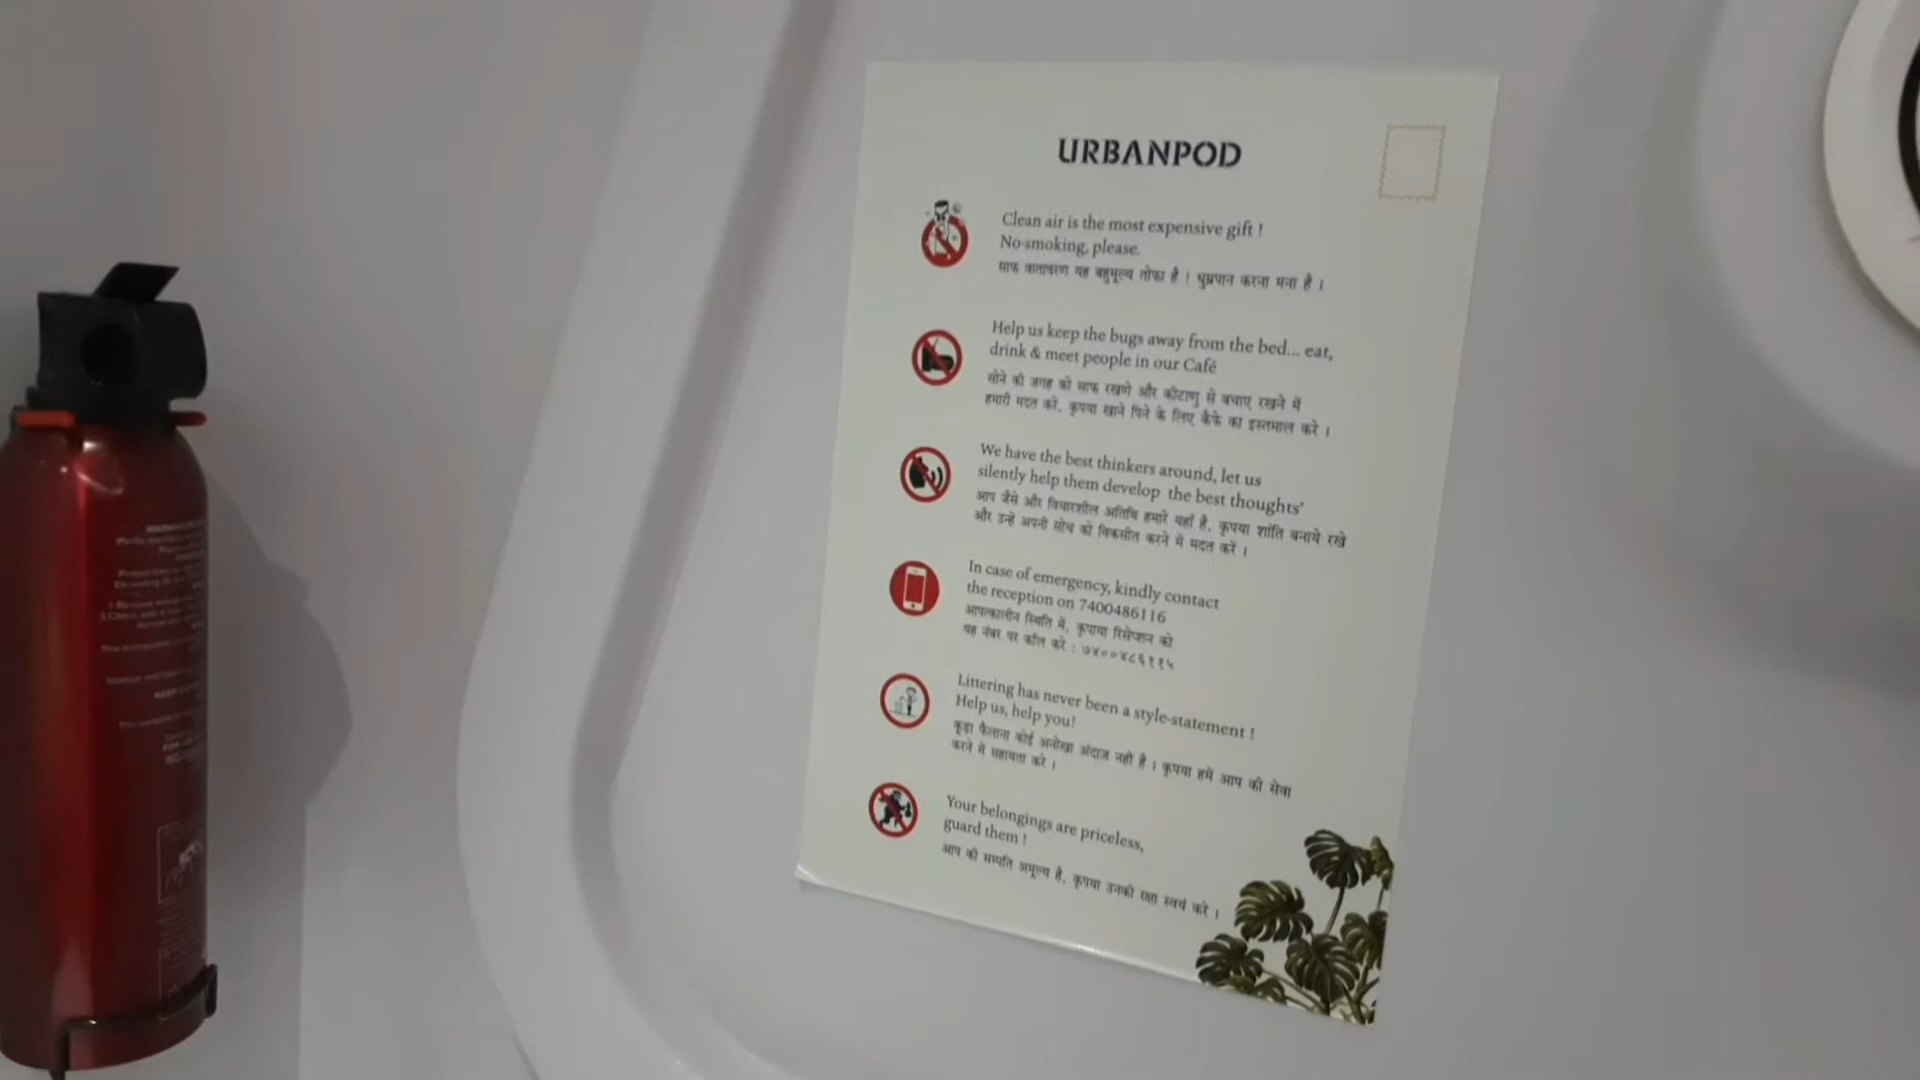 URBANPOD
Clean air is the most expensive gift !
No-smoking, please.
साफ वातावरण यह बहुमूल्य तोफा है ! धुम्रपान करना मना है ।
Help us keep the bugs away from the bed... eat,
drink & meet people in our Café
सोने की जगह को साफ रखणे और कीटाणु से बचाए रखने में
हमारी मदत करे, कृपया खाने पिने के लिए कॅफे का इस्तमाल करे ।
We have the best thinkers around, let us
silently help them develop the best thoughts'
आप जैसे और विचारशील अतिथि हमारे यहाँ है, कृपया शांति बनाये रखे
और उन्हें अपनी सोच को विकसीत करने में मदत करें ।
In case of emergency, kindly contact
the reception on 7400486116
आपत्कालीन स्थिति में, कृपाया रिसेप्शन को
यह नंबर पर कॉल करे : ७४००४८६११५
Littering has never been a style-statement !
Help us, help you!
कूड़ा फैलाना कोई अनोखा अंदाज़ नहीं है । कृपया हमें आप की सेवा
करने में सहायता करे ।
Your belongings are priceless,
guard them !
आप की सम्पति अमूल्य है, कृपया उनकी रक्षा स्वयं करे ।